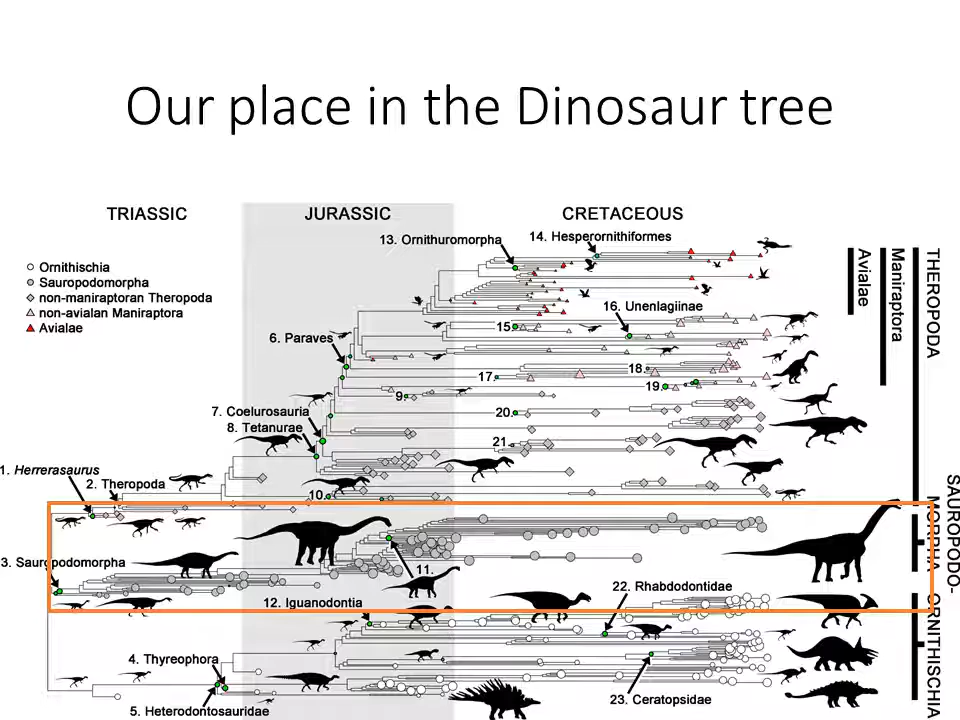 Our place in the Dinosaur tree
TRIASSIC
JURASSIC
CRETACEOUS
13. Ornithuromorpha
14. Hesperornithiformes
Ornithischia
Sauropodomorpha
non-maniraptoran Theropoda
non-avialan Maniraptora
Avialae
Avialae
Maniraptora
THEROPODA
16. Unenlagiinae
15
6. Paraves
18.
17
19.
9
7. Coelurosauria
20.
8. Tetanurae
21
1. Herrerasaurus
2. Theropoda
10
SAUROPODO-
MORPHA
3. Sauropodomorpha
11.
22. Rhabdodontidae
12. Iguanodontia
ORNITHISCHIA
4. Thyreophora
23. Ceratopsidae
5. Heterodontosauridae